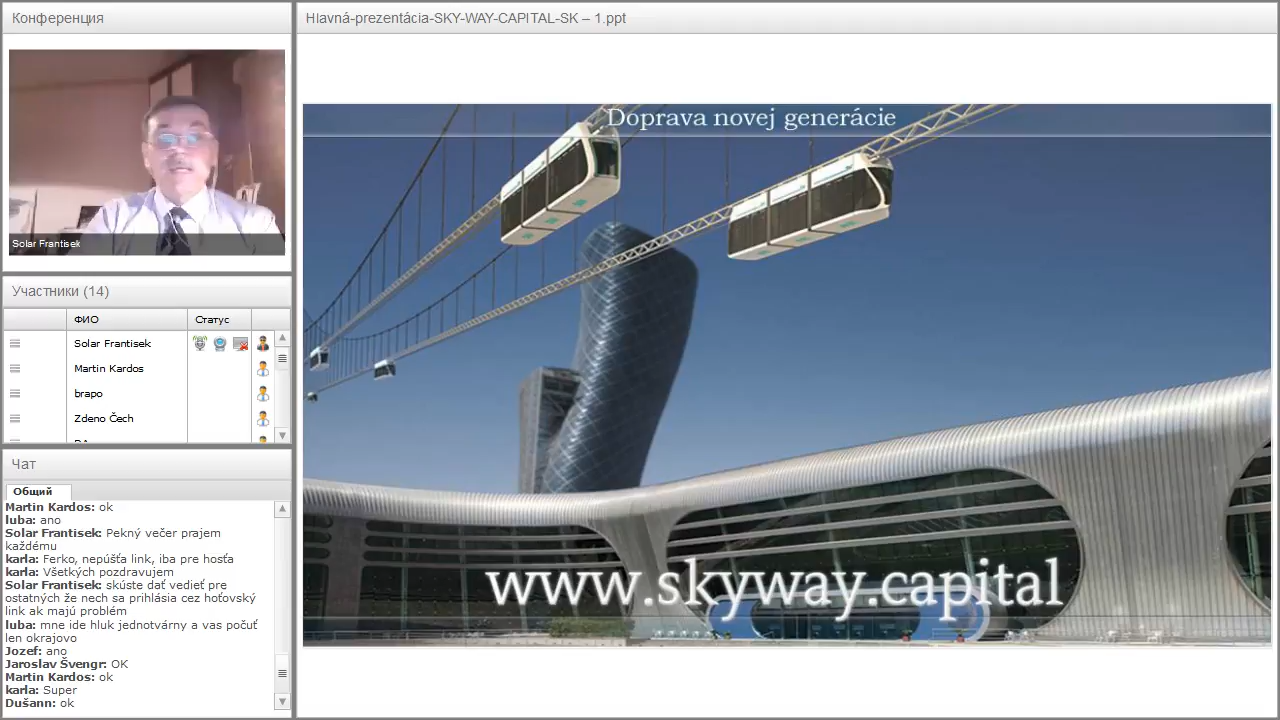 Конференция
Solar Frantisek
Участники (14)
ФИО
Статус
Solar Frantisek
Martin Kardos
brapo
Zdeno Čech
Чат
Общий
Martin Kardos: ok
luba: ano
Solar Frantisek: Pekný večer prajem
každému
karla: Ferko, nepúšťa link, iba pre hosťa
karla: Všetkých pozdravujem
Solar Frantisek: skúste dať vedieť pre
ostatných že nech sa prihlásia cez hoťovský
link ak majú problém
luba: mne ide hluk jednotvárny a vas počuť
len okrajovo
Jozef: ano
Jaroslav Švengr: OK
Martin Kardos: ok
karla: Super
Dušann: ok
Hlavná-prezentácia-SKY-WAY-CAPITAL-SK – 1.ppt
Doprava novej generácie
www.skyway.capital